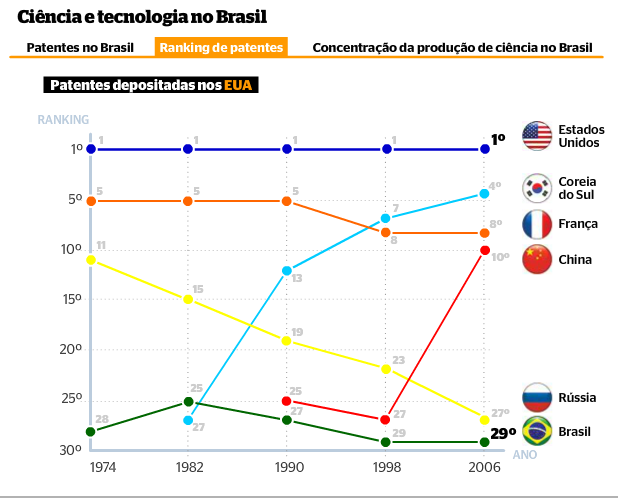 Ciência e tecnologia no Brasil
Patentes no Brasil Ranking de patentes Concentração da produção de ciência no Brasil
Patentes depositadas nos EUA
RANKING
1º 1 1 1 1 1º
Estados
Unidos
5º 5 5 5 7 4º
Coreia
do Sul
8 8º
França
10º 11 13 10º
China
15º 15
20º 19 23
25º 25 25 27º
Rússia
28 27 27 27 29 29º
Brasil
30º
ANO
1974 1982 1990 1998 2006